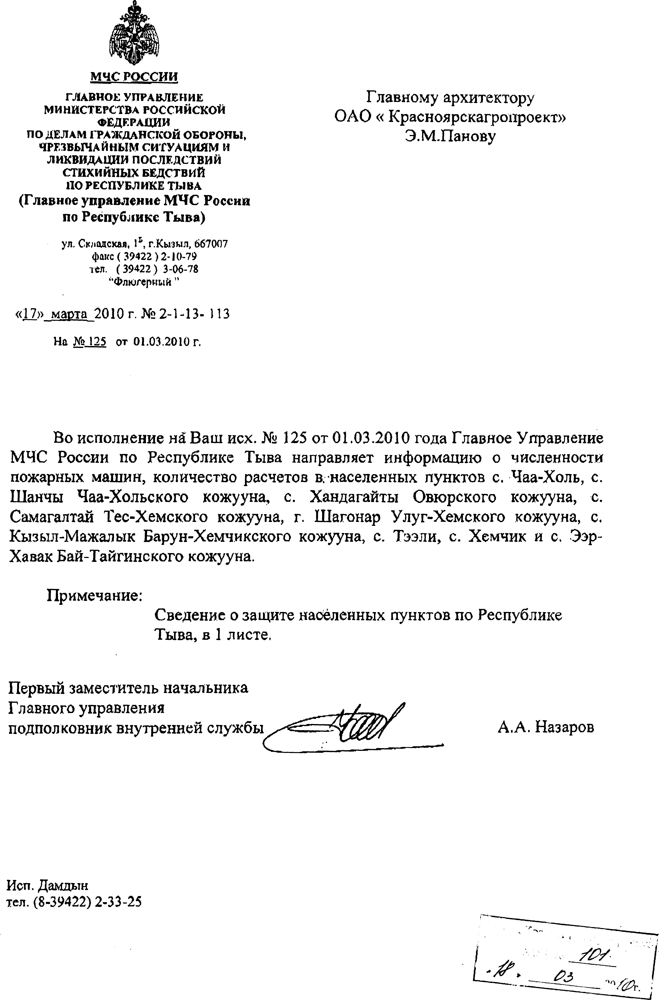 МЧС РОССИИ
ГЛАВНОЕ УПРАВЛЕНИЕ
МИНИСТЕРСТВА РОССИЙСКОЙ
ФЕДЕРАЦИИ
ПО ДЕЛАМ ГРАЖДАНСКОЙ ОБОРОНЫ,
ЧРЕЗВЫЧАЙНЫМ СИТУАЦИЯМ И
ЛИКВИДАЦИИ ПОСЛЕДСТВИЙ
СТИХИЙНЫХ БЕДСТВИЙ
ПО РЕСПУБЛИКЕ ТЫВА
(Главное управление МЧС России
по Республике Тыва)
ул. Складская, 1Б, г.Кызыл, 667007
факс ( 39422 ) 2-10-79
тел. ( 39422 ) 3-06-78
“Флюгерный ”
«17» марта 2010 г. № 2-1-13- 113
На № 125 от 01.03.2010 г.
Главному архитектору
ОАО « Красноярскагропроект»
Э.М.Панову
Во исполнение на Ваш исх. № 125 от 01.03.2010 года Главное Управление
МЧС России по Республике Тыва направляет информацию о численности
пожарных машин, количество расчетов в населенных пунктов с. Чаа-Холь, с.
Шанчы Чаа-Хольского кожууна, с. Хандагайты Овюрского кожууна, с.
Самагалтай Тес-Хемского кожууна, г. Шагонар Улуг-Хемского кожууна, с.
Кызыл-Мажалык Барун-Хемчикского кожууна, с. Тээли, с. Хемчик и с. Ээр-
Хавак Бай-Тайгинского кожууна.
Примечание:
Сведение о защите населенных пунктов по Республике
Тыва, в 1 листе.
Первый заместитель начальника
Главного управления
подполковник внутренней службы
А.А. Назаров
Исп. Дамдын
тел. (8-39422) 2-33-25
101
18 03 2010г.